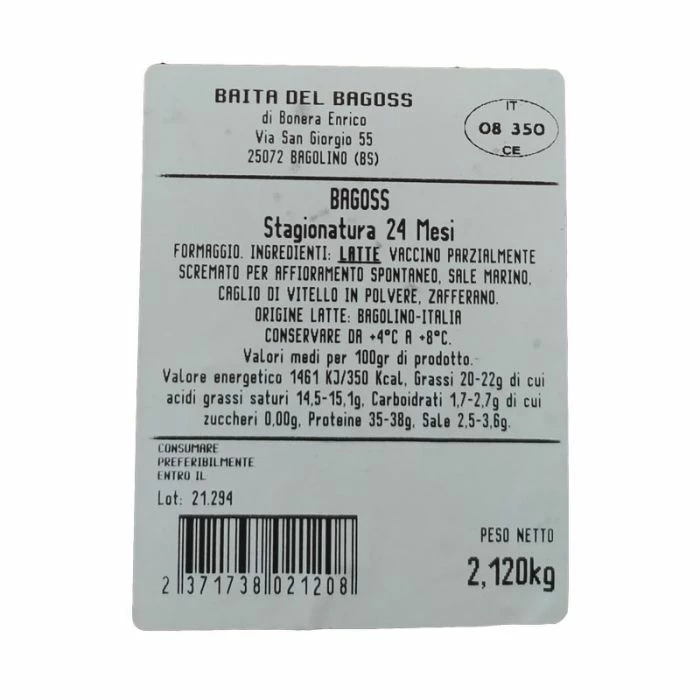 BAITA DEL BAGOSS
di Bonera Enrico
Via San Giorgio 55
25072 BAGOLINO (BS)
IT
08 350
CE
BAGOSS
Stagionatura 24 Mesi
FORMAGGIO. INGREDIENTI: LATTE VACCINO PARZIALMENTE
SCREMATO PER AFFIORAMENTO SPONTANEO, SALE MARINO,
CAGLIO DI VITELLO IN POLVERE, ZAFFERANO.
ORIGINE LATTE: BAGOLINO-ITALIA
CONSERVARE DA +4°C A +8°C.
Valori medi per 100gr di prodotto.
Valore energetico 1461 KJ/350 Kcal, Grassi 20-22g di cui
acidi grassi saturi 14,5-15,1g, Carboidrati 1,7-2,7g di cui
zuccheri 0,00g, Proteine 35-38g, Sale 2,5-3,6g.
CONSUMARE
PREFERIBILMENTE
ENTRO IL
Lot: 21.294
2 371738 021208
PESO NETTO
2,120kg